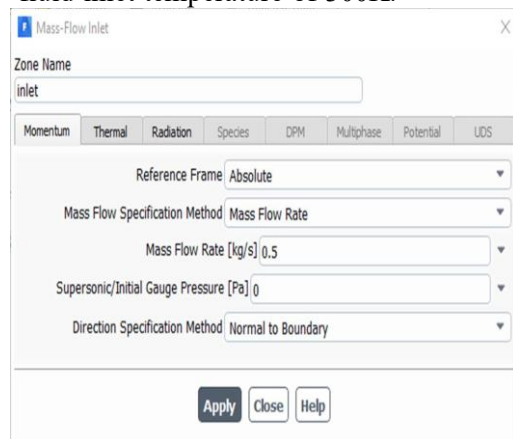 Mass-Flow Inlet
Zone Name
inlet
Momentum Thermal Radiation Species DPM Multiphase Potential UDS
Reference Frame Absolute
Mass Flow Specification Method Mass Flow Rate
Mass Flow Rate [kg/s] 0.5
Supersonic/Initial Gauge Pressure [Pa] 0
Direction Specification Method Normal to Boundary
Apply Close Help